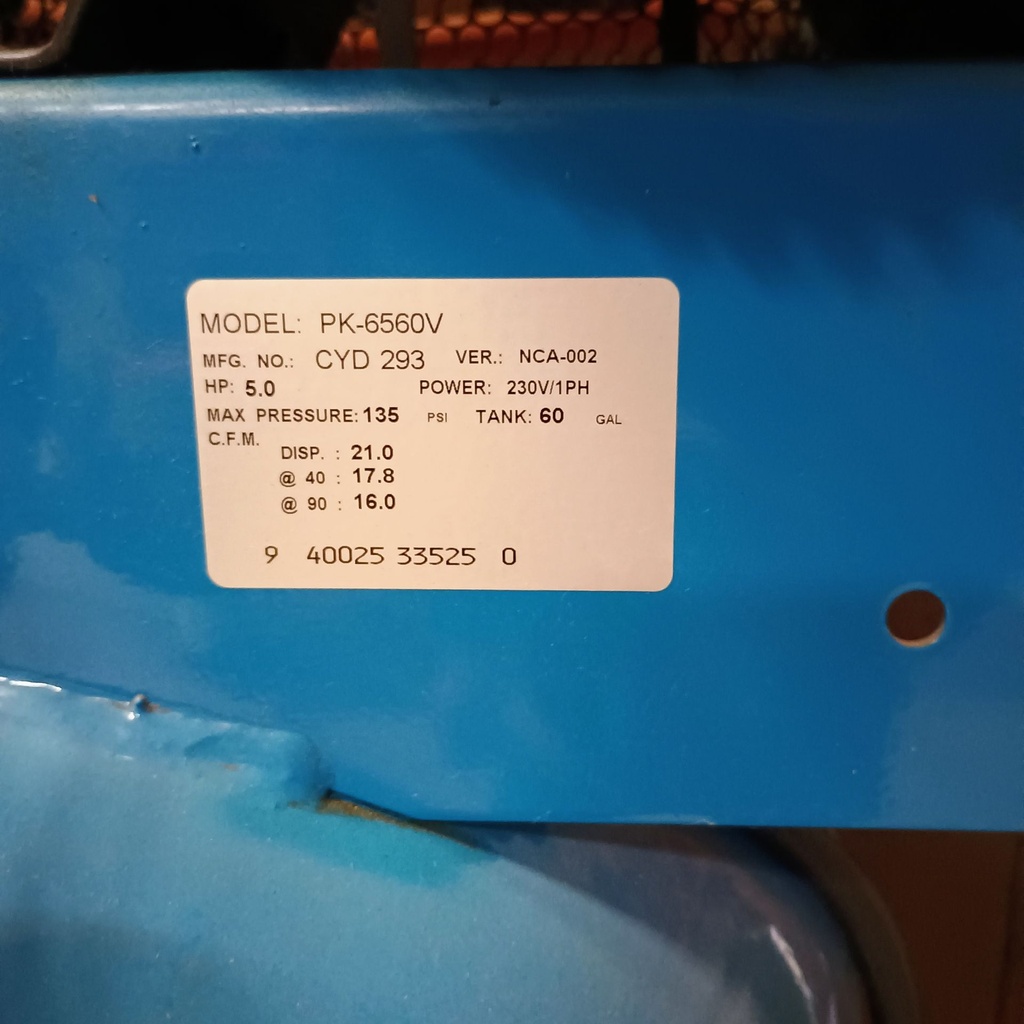 MODEL: PK-6560V
MFG. NO.: CYD 293 VER.: NCA-002
HP: 5.0 POWER: 230V/1PH
MAX PRESSURE: 135 PSI TANK: 60 GAL
C.F.M.
DISP. : 21.0
@ 40 : 17.8
@ 90 : 16.0
9 40025 33525 0